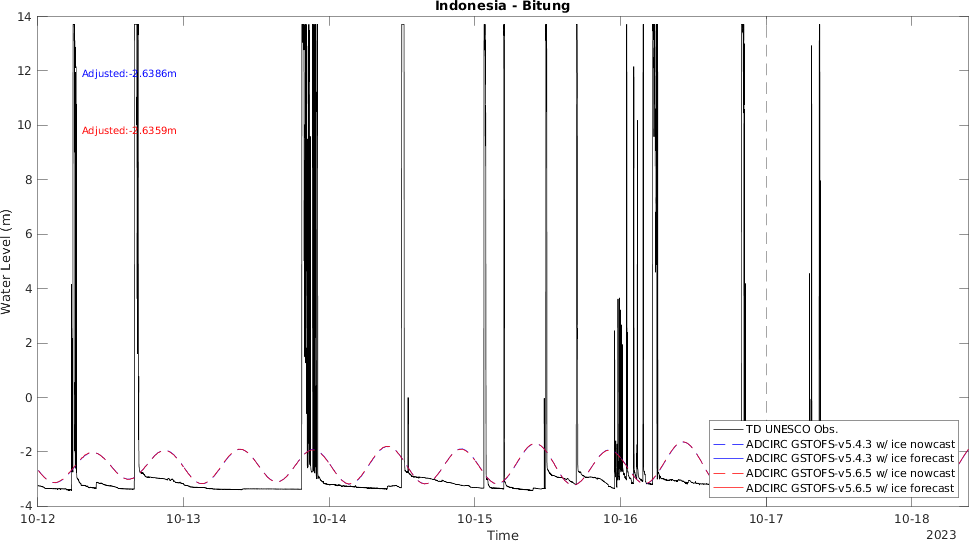 Indonesia - Bitung
14
12
10
8
6
4
2
0
-2
-4
Water Level (m)
Adjusted:-2.6386m
Adjusted:-2.6359m
TD UNESCO Obs.
ADCIRC GSTOFS-v5.4.3 w/ ice nowcast
ADCIRC GSTOFS-v5.4.3 w/ ice forecast
ADCIRC GSTOFS-v5.6.5 w/ ice nowcast
ADCIRC GSTOFS-v5.6.5 w/ ice forecast
10-12 10-13 10-14 10-15 10-16 10-17 10-18
Time
2023